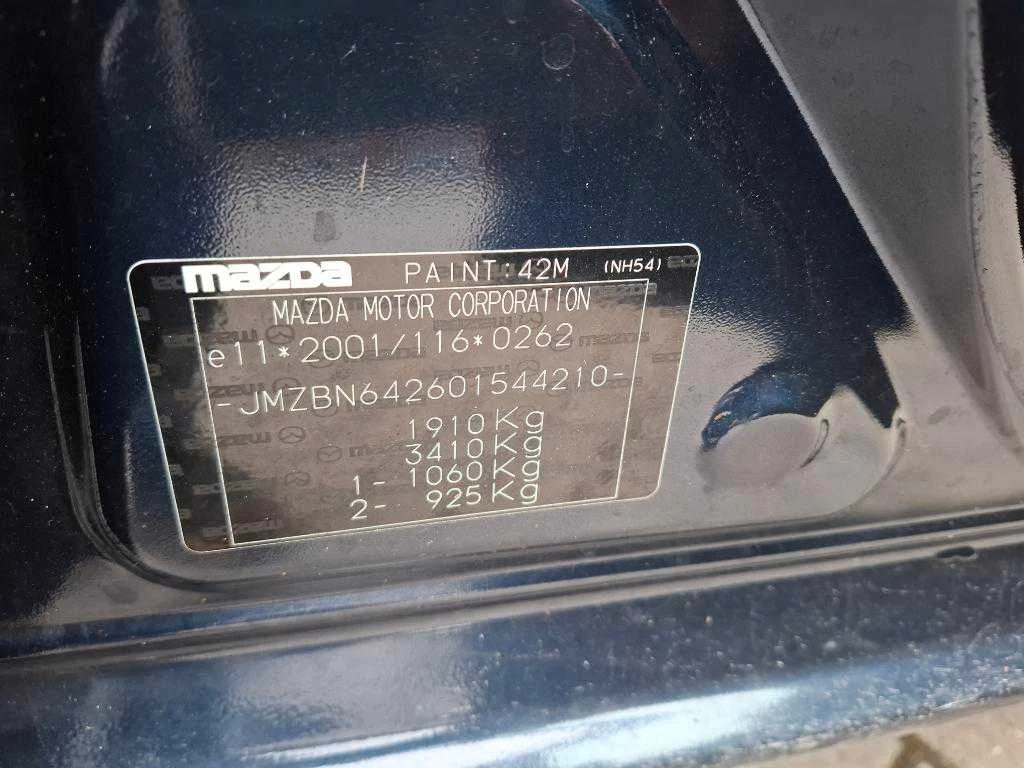 mazda PAINT: 42M (NH54)
MAZDA MOTOR CORPORATION
e11*2001/116*0262
-JMZBN642601544210-
1910Kg
3410Kg
1- 1060Kg
2- 925Kg